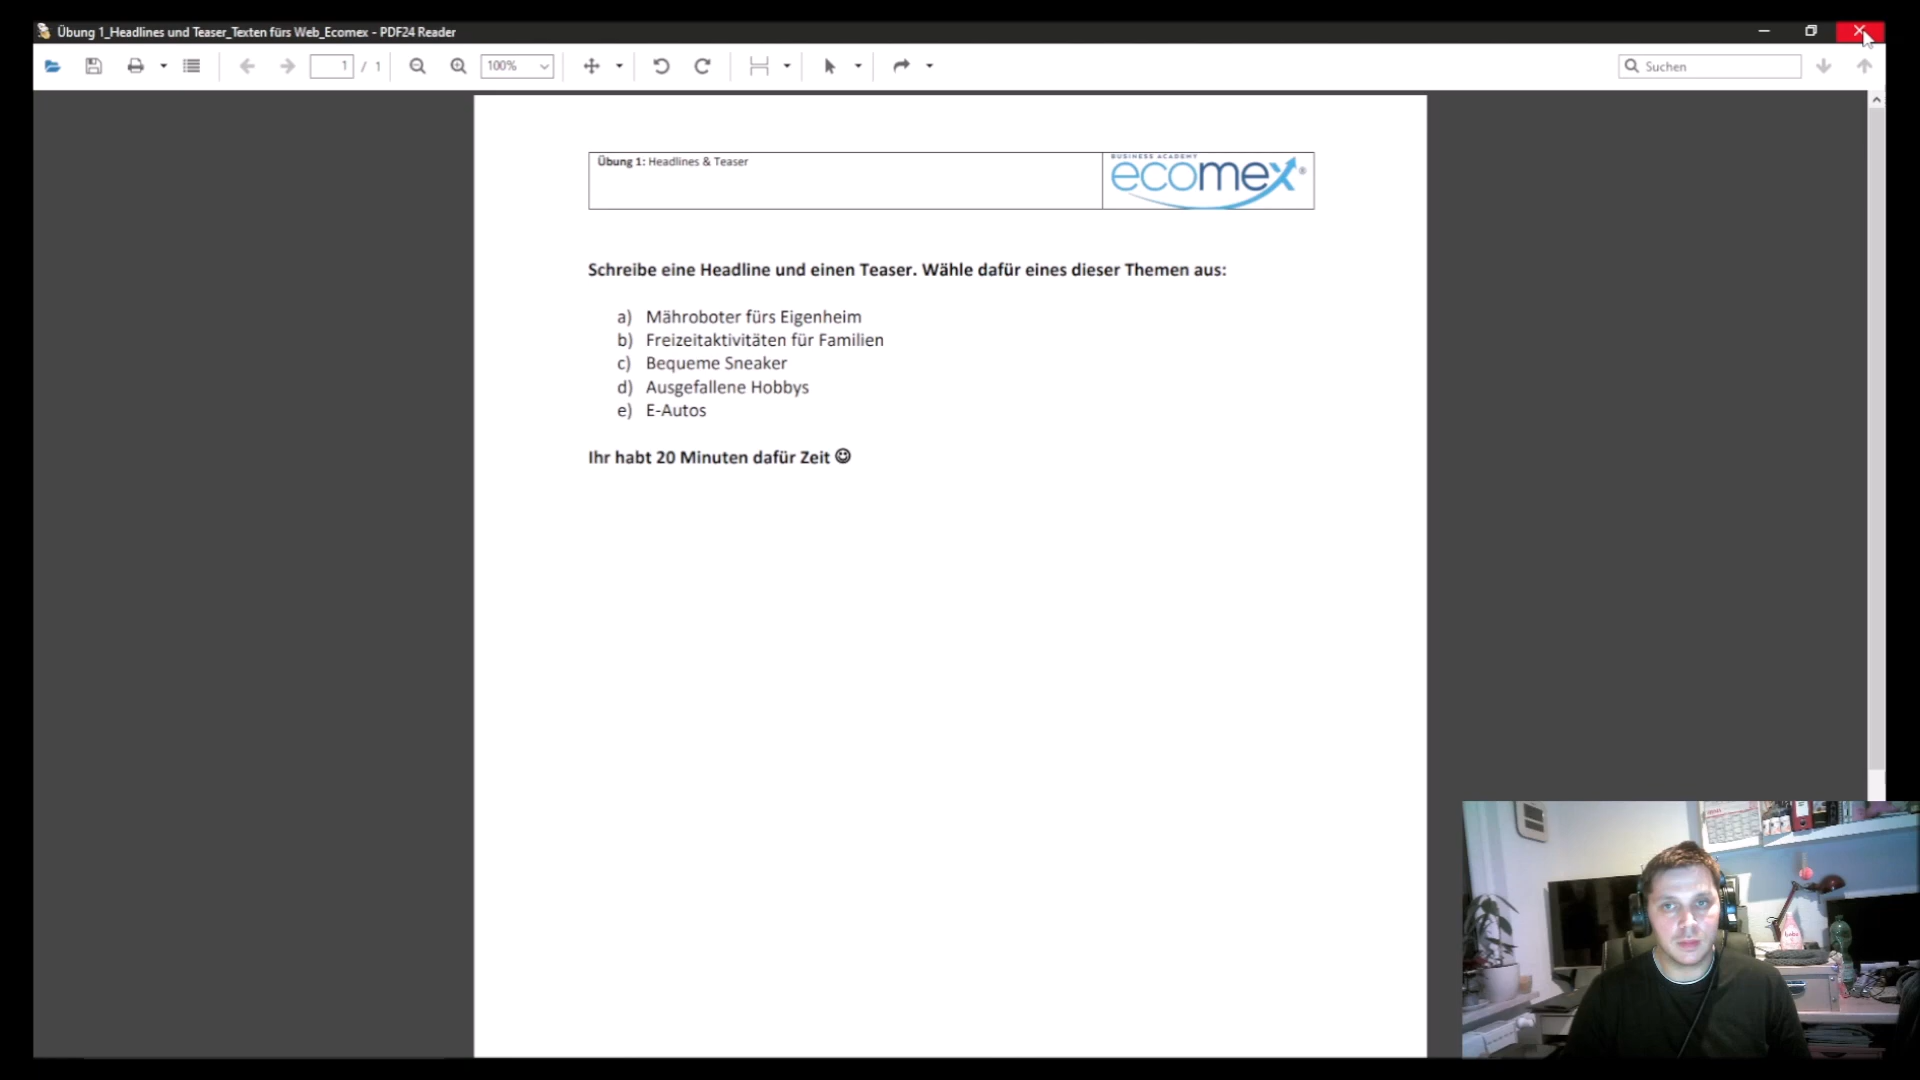 Übung 1_Headlines und Teaser_Texten fürs Web_Ecomex - PDF24 Reader
1 / 1
100%
Suchen
Übung 1: Headlines & Teaser
BUSINESS ACADEMY
ecomex®
Schreibe eine Headline und einen Teaser. Wähle dafür eines dieser Themen aus:
a) Mähroboter fürs Eigenheim
b) Freizeitaktivitäten für Familien
c) Bequeme Sneaker
d) Ausgefallene Hobbys
e) E-Autos
Ihr habt 20 Minuten dafür Zeit ☺